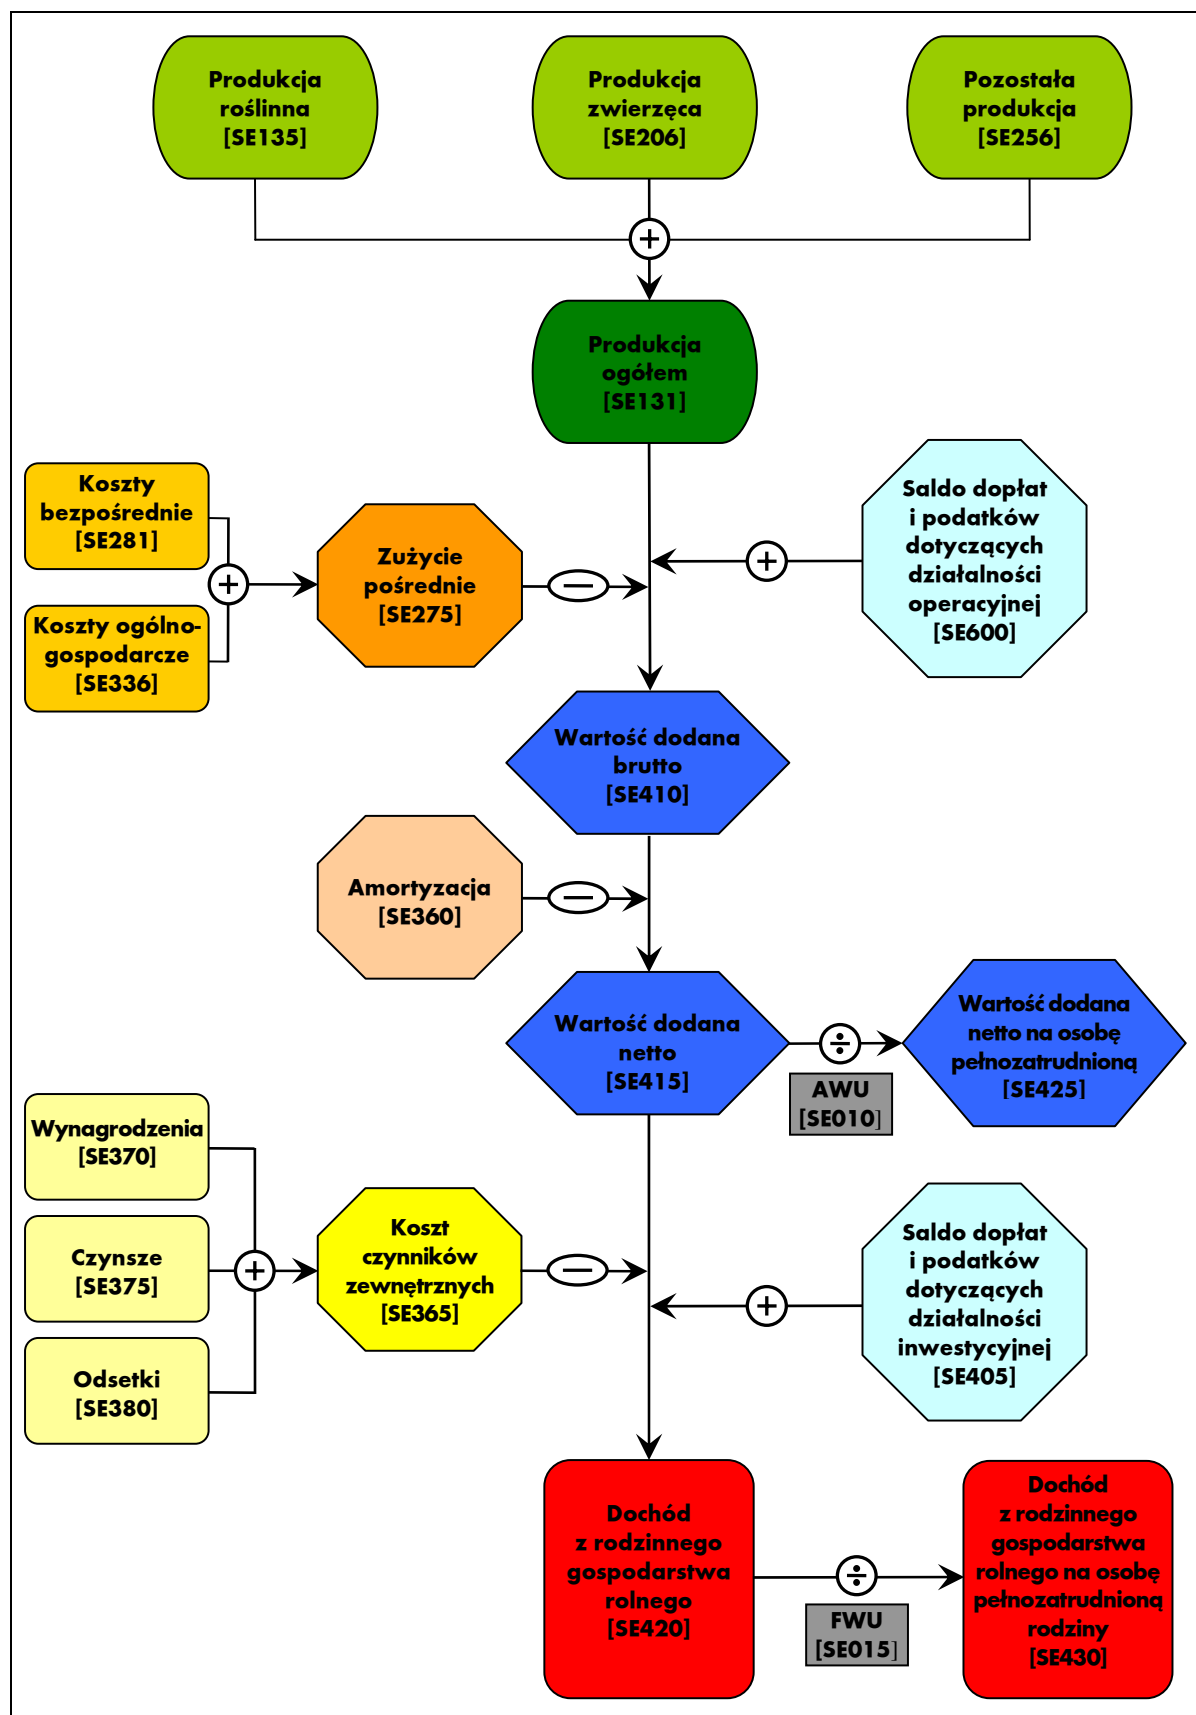 Produkcja
roślinna
[SE135]
Produkcja
zwierzęca
[SE206]
Pozostała
produkcja
[SE256]
+
Produkcja
ogółem
[SE131]
Koszty
bezpośrednie
[SE281]
+
Koszty ogólno-
gospodarcze
[SE336]
Zużycie
pośrednie
[SE275]
—
+
Saldo dopłat
i podatków
dotyczących
działalności
operacyjnej
[SE600]
Wartość dodana
brutto
[SE410]
Amortyzacja
[SE360]
—
Wartość dodana
netto
[SE415]
÷
AWU
[SE010]
Wartość dodana
netto na osobę
pełnozatrudnioną
[SE425]
Wynagrodzenia
[SE370]
Czynsze
[SE375]
+
Odsetki
[SE380]
Koszt
czynników
zewnętrznych
[SE365]
—
+
Saldo dopłat
i podatków
dotyczących
działalności
inwestycyjnej
[SE405]
Dochód
z rodzinnego
gospodarstwa
rolnego
[SE420]
÷
FWU
[SE015]
Dochód
z rodzinnego
gospodarstwa
rolnego na osobę
pełnozatrudnioną
rodziny
[SE430]